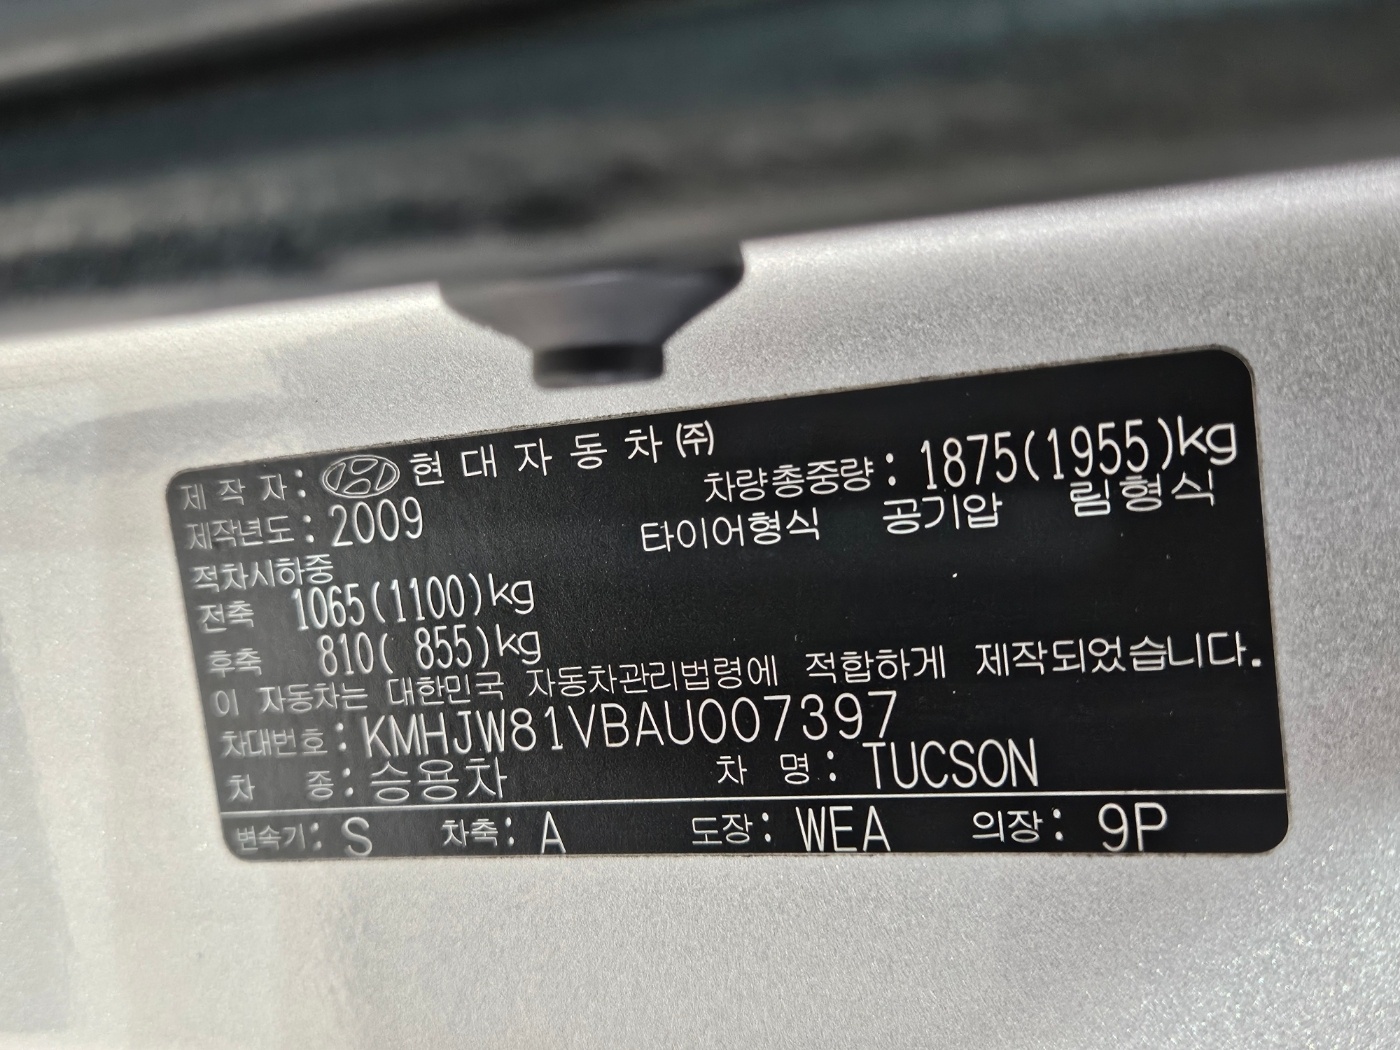 제 작 자 : 현 대 자 동 차 ㈜
제작년도 : 2009
차량총중량 : 1875(1955)kg
타이어형식 공기압 림형식
적차시하중
전축 1065(1100)kg
후축 810( 855)kg
이 자동차는 대한민국 자동차관리법령에 적합하게 제작되었습니다.
차대번호 : KMHJW81VBAU007397
차 종 : 승용차 차 명 : TUCSON
변속기 : S 차축 : A 도장 : WEA 의장 : 9P